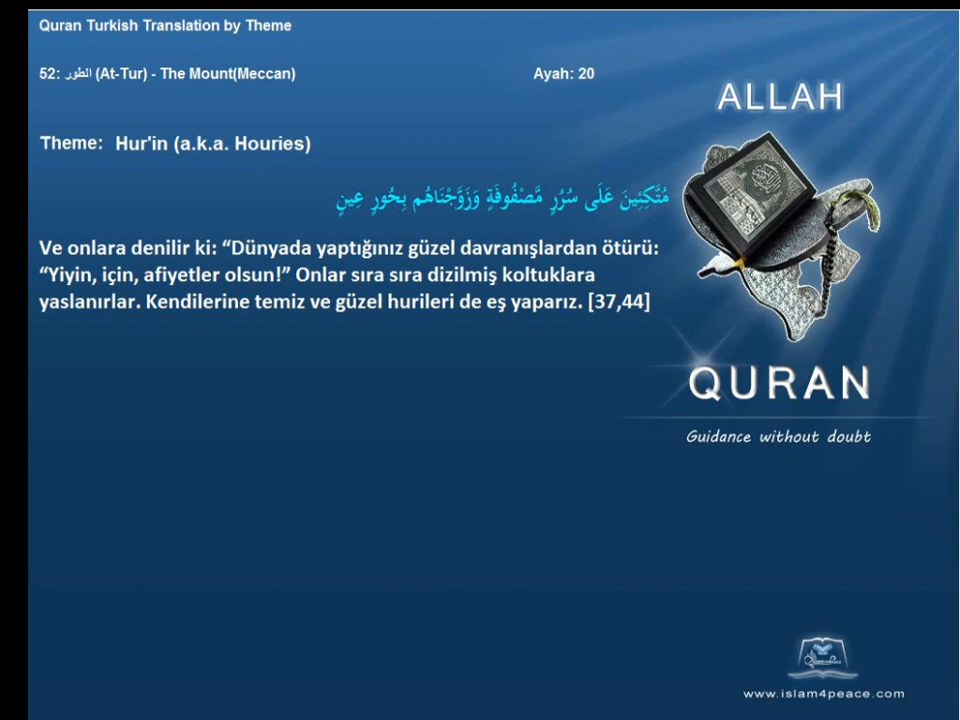 Quran Turkish Translation by Theme
52: الطور (At-Tur) - The Mount(Meccan) Ayah: 20
ALLAH
Theme: Hur'in (a.k.a. Houries)
مُتَّكِئِينَ عَلَى سُرُرٍ مَّصْفُوفَةٍ وَزَوَّجْنَاهُم بِحُورٍ عِينٍ
Ve onlara denilir ki: “Dünyada yaptığınız güzel davranışlardan ötürü:
“Yiyin, için, afiyetler olsun!” Onlar sıra sıra dizilmiş koltuklara
yaslanırlar. Kendilerine temiz ve güzel hurileri de eş yaparız. [37,44]
QURAN
Guidance without doubt
www.islam4peace.com